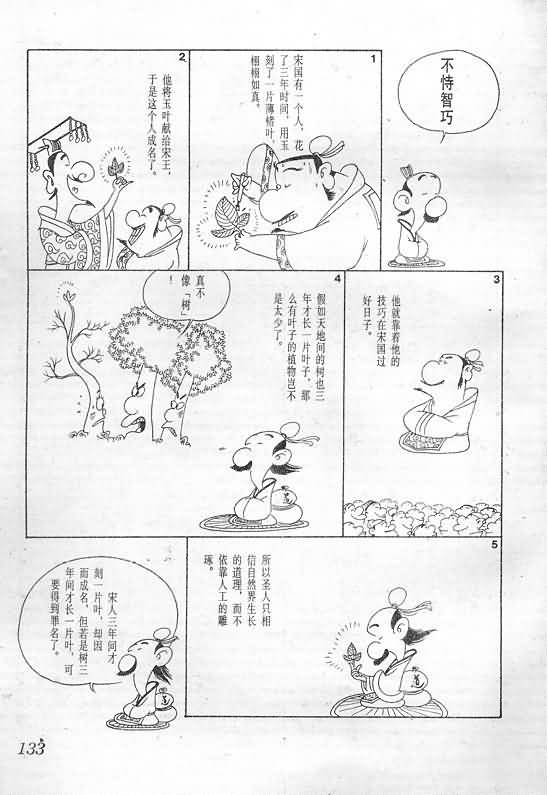 不恃智巧
1
宋国有一个人，花
了三年时间，用玉
刻了一片薄楮叶，
栩栩如真。
2
他将玉叶献给宋王，
于是这个人成名了。
3
他就靠着他的
技巧在宋国过
好日子。
4
假如天地间的树也三
年才长一片叶子，那
么有叶子的植物岂不
是太少了。
真不
像「树」
！
5
所以圣人只相
信自然界生长
的道理，而不
依靠人工的雕
琢。
道
宋人三年间才
刻一片叶，却因
而成名，但若是树三
年间才长一片叶，可
要得到罪名了。
133